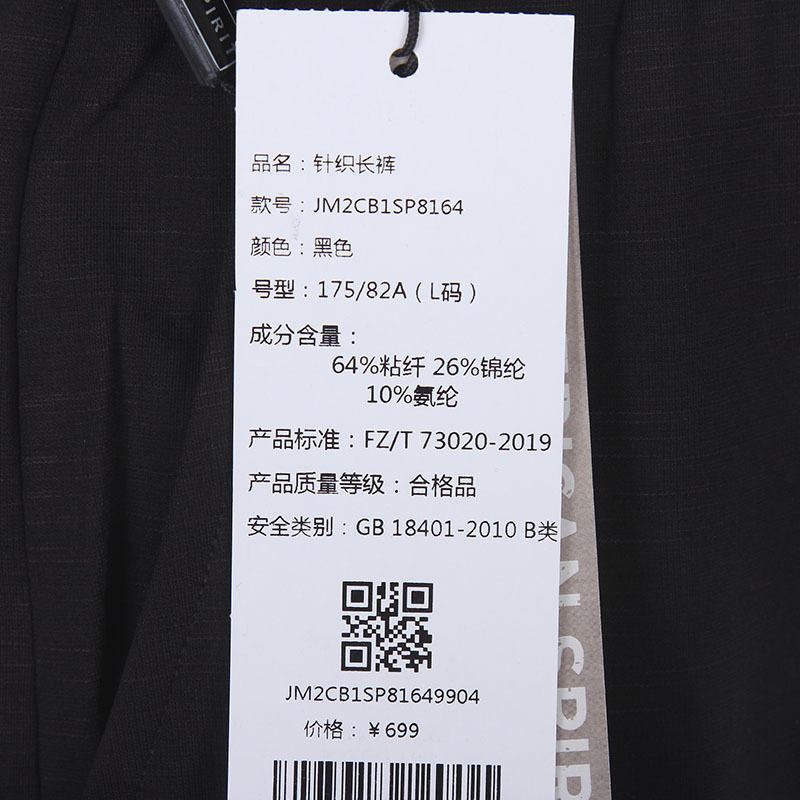 SPIRIT
品名：针织长裤
款号：JM2CB1SP8164
颜色：黑色
号型：175/82A（L码）
成分含量：
64%粘纤 26%锦纶
10%氨纶
产品标准：FZ/T 73020-2019
产品质量等级：合格品
安全类别：GB 18401-2010 B类
JM2CB1SP81649904
价格：￥699